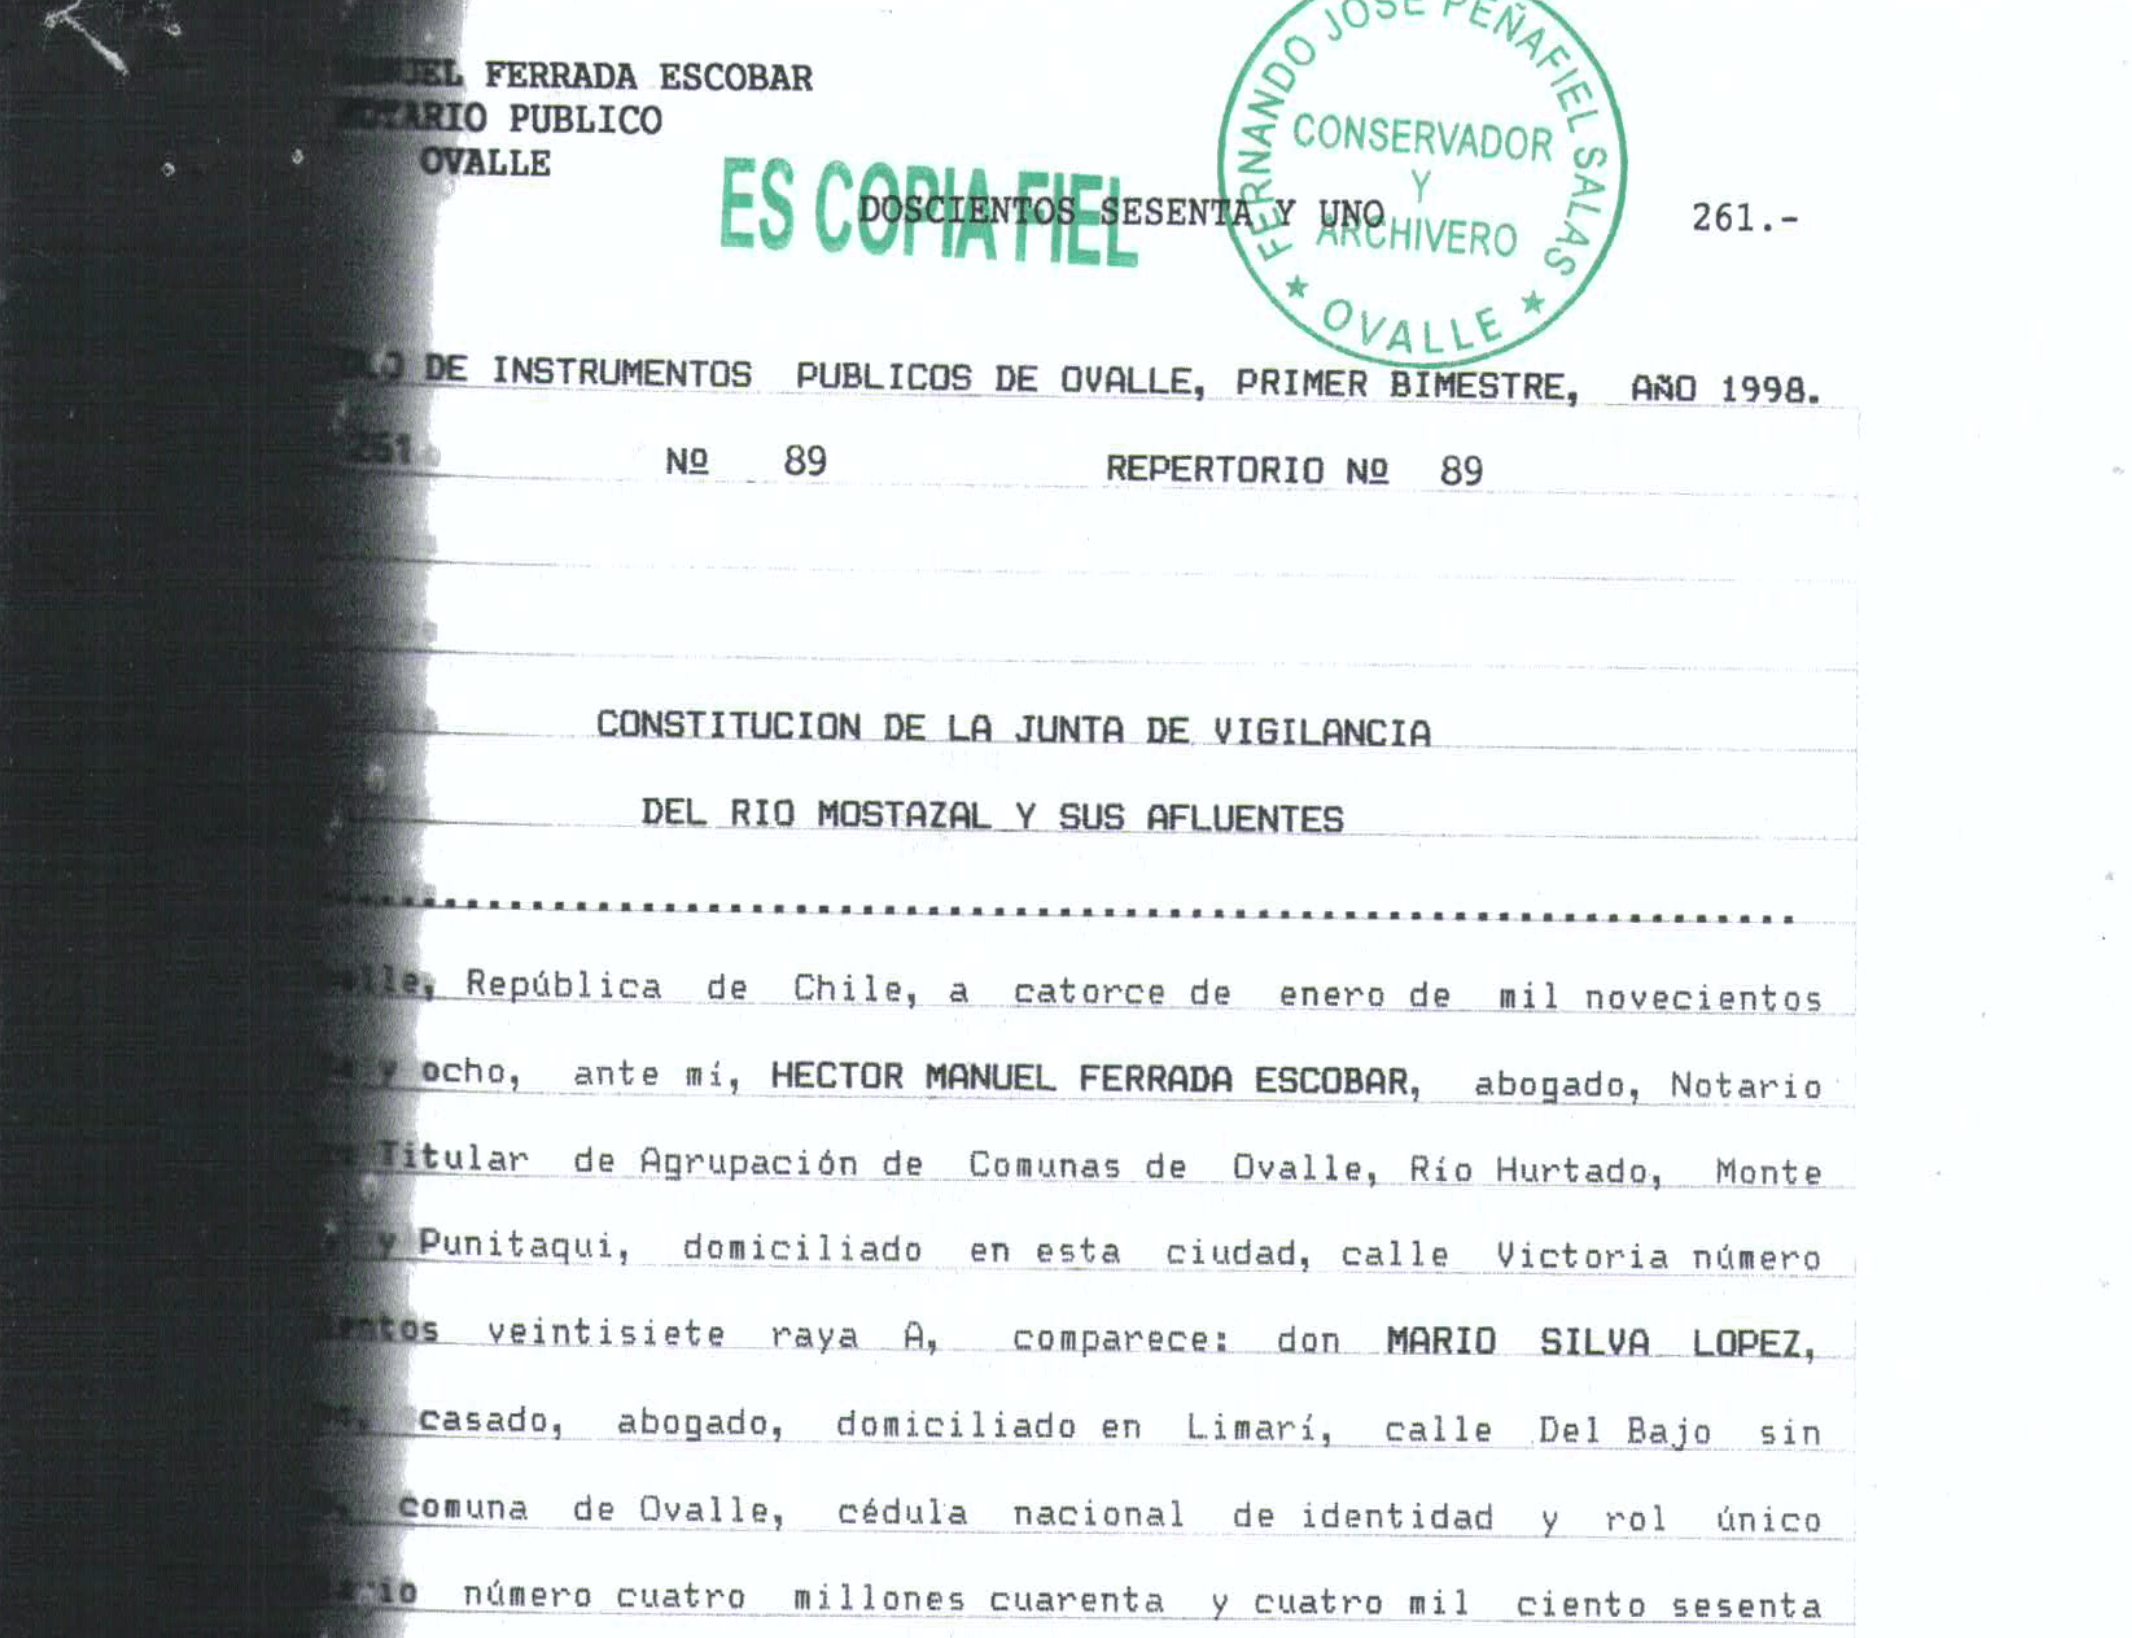 FERRADA ESCOBAR
NOTARIO PUBLICO
OVALLE
FERNANDO JOSE PEÑAFIEL SALAS
CONSERVADOR
Y
ARCHIVERO
★ OVALLE ★
ES COPIA FIEL
DOSCIENTOS SESENTA Y UNO 261.-
DE INSTRUMENTOS PUBLICOS DE OVALLE, PRIMER BIMESTRE, AÑO 1998.
261 Nº 89 REPERTORIO Nº 89
CONSTITUCION DE LA JUNTA DE VIGILANCIA
DEL RIO MOSTAZAL Y SUS AFLUENTES
República de Chile, a catorce de enero de mil novecientos
y ocho, ante mí, HECTOR MANUEL FERRADA ESCOBAR, abogado, Notario
Titular de Agrupación de Comunas de Ovalle, Río Hurtado, Monte
y Punitaqui, domiciliado en esta ciudad, calle Victoria número
veintisiete raya A, comparece: don MARIO SILVA LOPEZ,
casado, abogado, domiciliado en Limarí, calle Del Bajo sin
comuna de Ovalle, cédula nacional de identidad y rol único
número cuatro millones cuarenta y cuatro mil ciento sesenta